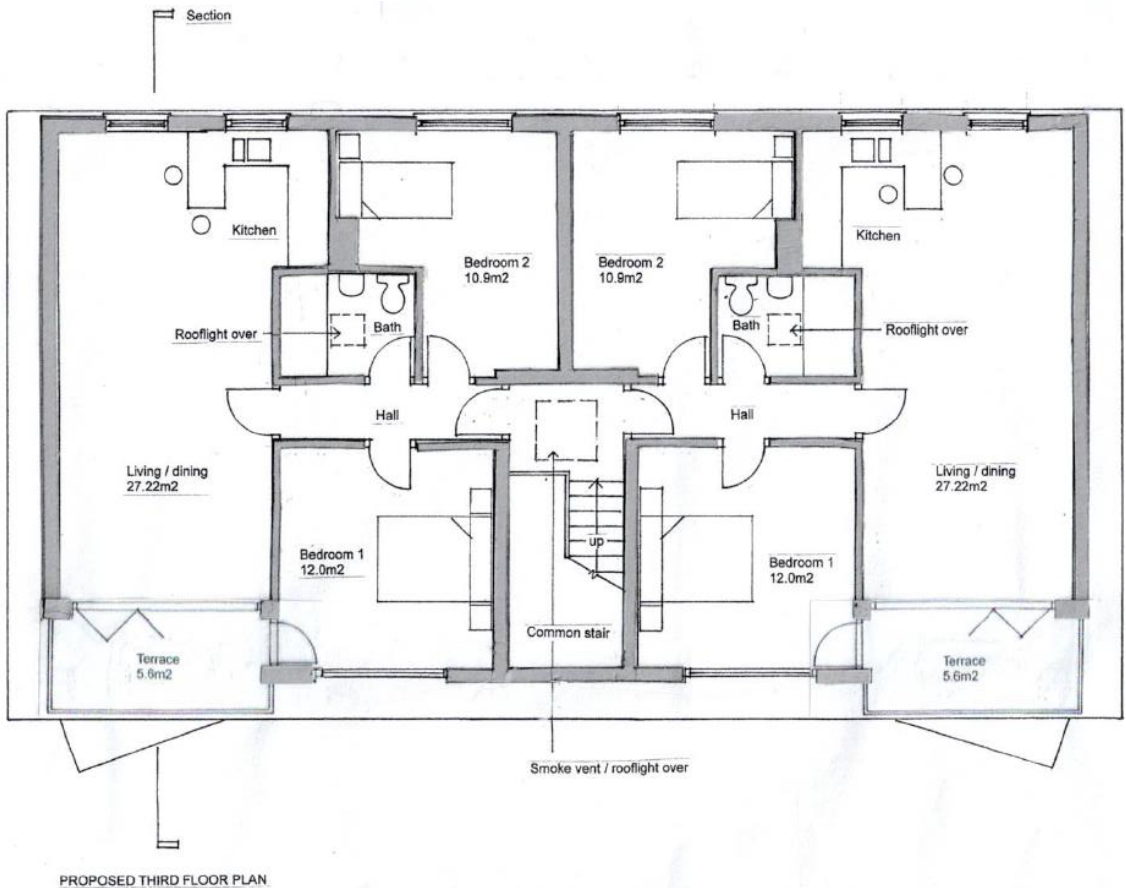 Section
Kitchen
Bedroom 2
10.9m2
Bedroom 2
10.9m2
Kitchen
Rooflight over
Bath
Bath
Rooflight over
Hall
Hall
Living / dining
27.22m2
Living / dining
27.22m2
Bedroom 1
12.0m2
up
Bedroom 1
12.0m2
Common stair
Terrace
5.6m2
Terrace
5.6m2
Smoke vent / rooflight over
PROPOSED THIRD FLOOR PLAN